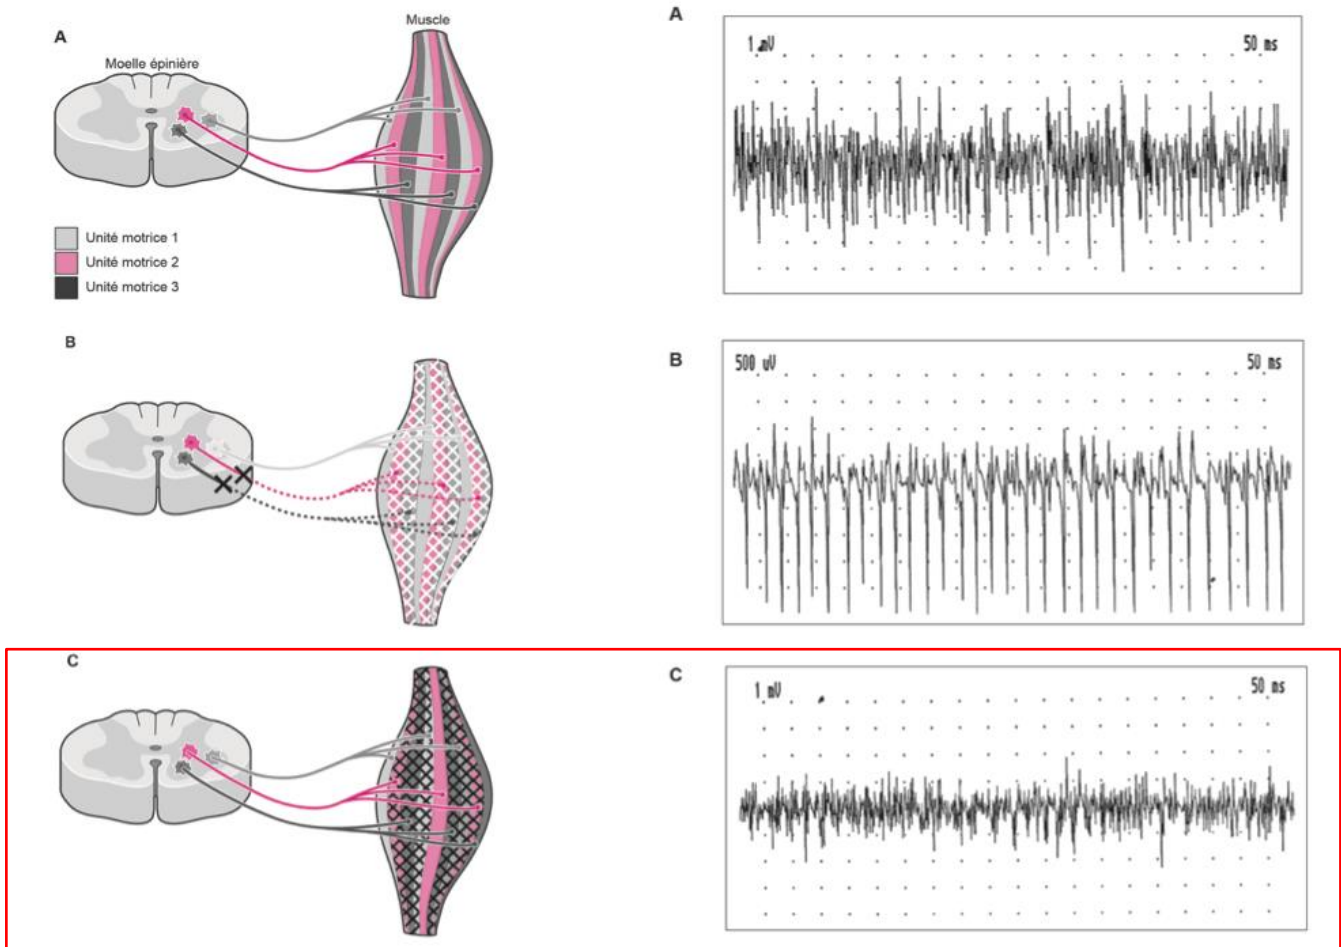 A
Muscle
Moelle épinière
Unité motrice 1
Unité motrice 2
Unité motrice 3
B
C
A
1 mV
50 ms
B
500 uV
50 ms
C
1 mV
50 ms